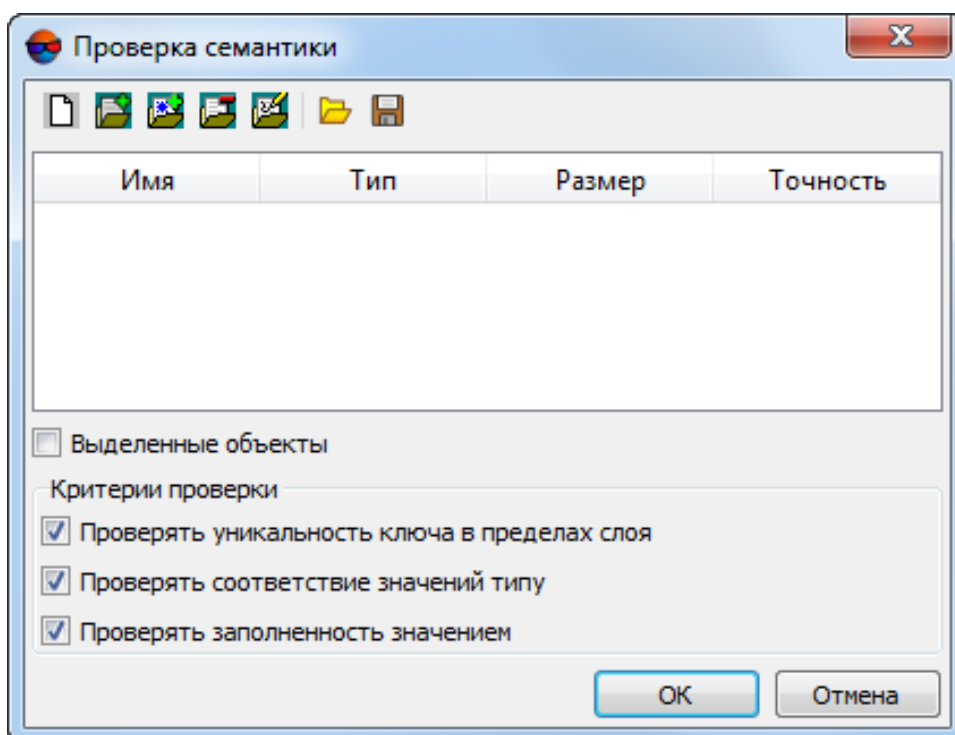 Проверка семантики
Имя Тип Размер Точность
Выделенные объекты
Критерии проверки
Проверять уникальность ключа в пределах слоя
Проверять соответствие значений типу
Проверять заполненность значением
OK Отмена